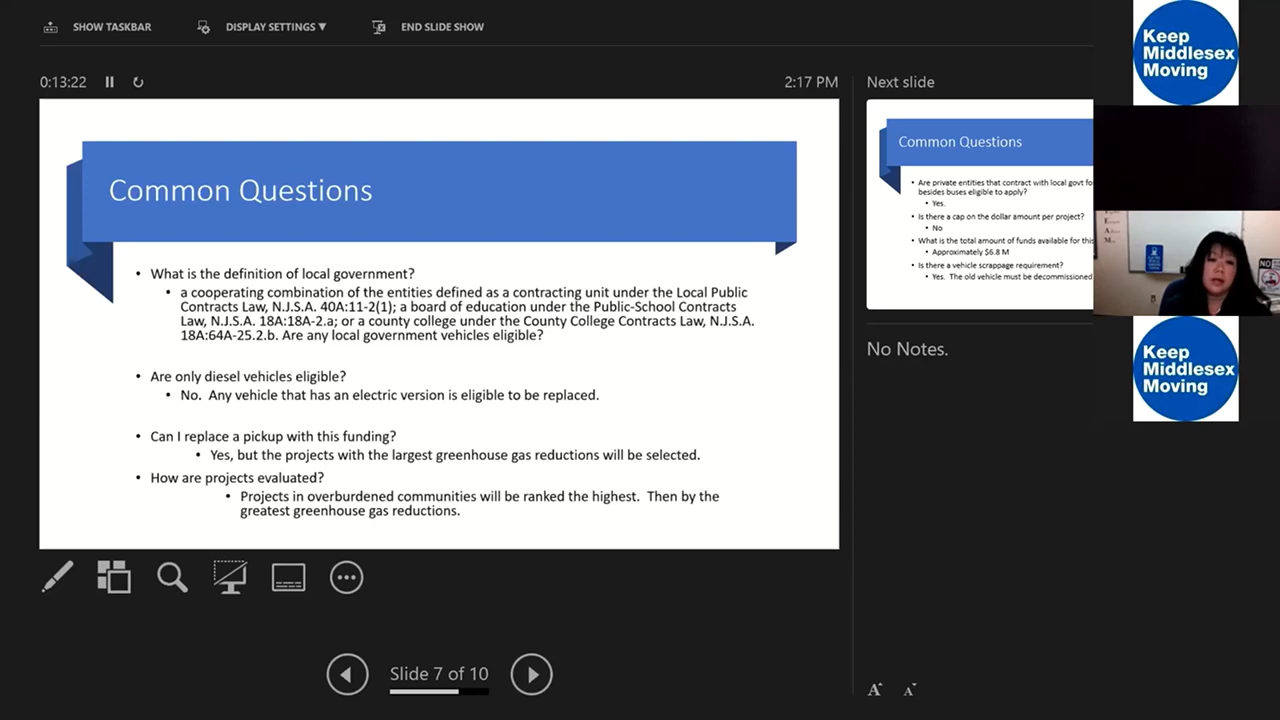 SHOW TASKBAR
DISPLAY SETTINGS ▼
END SLIDE SHOW
0:13:22
2:17 PM
Common Questions
• What is the definition of local government?
• a cooperating combination of the entities defined as a contracting unit under the Local Public
Contracts Law, N.J.S.A. 40A:11-2(1); a board of education under the Public-School Contracts
Law, N.J.S.A. 18A:18A-2.a; or a county college under the County College Contracts Law, N.J.S.A.
18A:64A-25.2.b. Are any local government vehicles eligible?
• Are only diesel vehicles eligible?
• No. Any vehicle that has an electric version is eligible to be replaced.
• Can I replace a pickup with this funding?
• Yes, but the projects with the largest greenhouse gas reductions will be selected.
• How are projects evaluated?
• Projects in overburdened communities will be ranked the highest. Then by the
greatest greenhouse gas reductions.
Slide 7 of 10
Next slide
Common Questions
• Are private entities that contract with local govt fo
besides buses eligible to apply?
• Yes.
• Is there a cap on the dollar amount per project?
• No
• What is the total amount of funds available for this
• Approximately $6.8 M
• Is there a vehicle scrappage requirement?
• Yes. The old vehicle must be decommissioned
No Notes.
A A
Keep
Middlesex
Moving
Keep
Middlesex
Moving